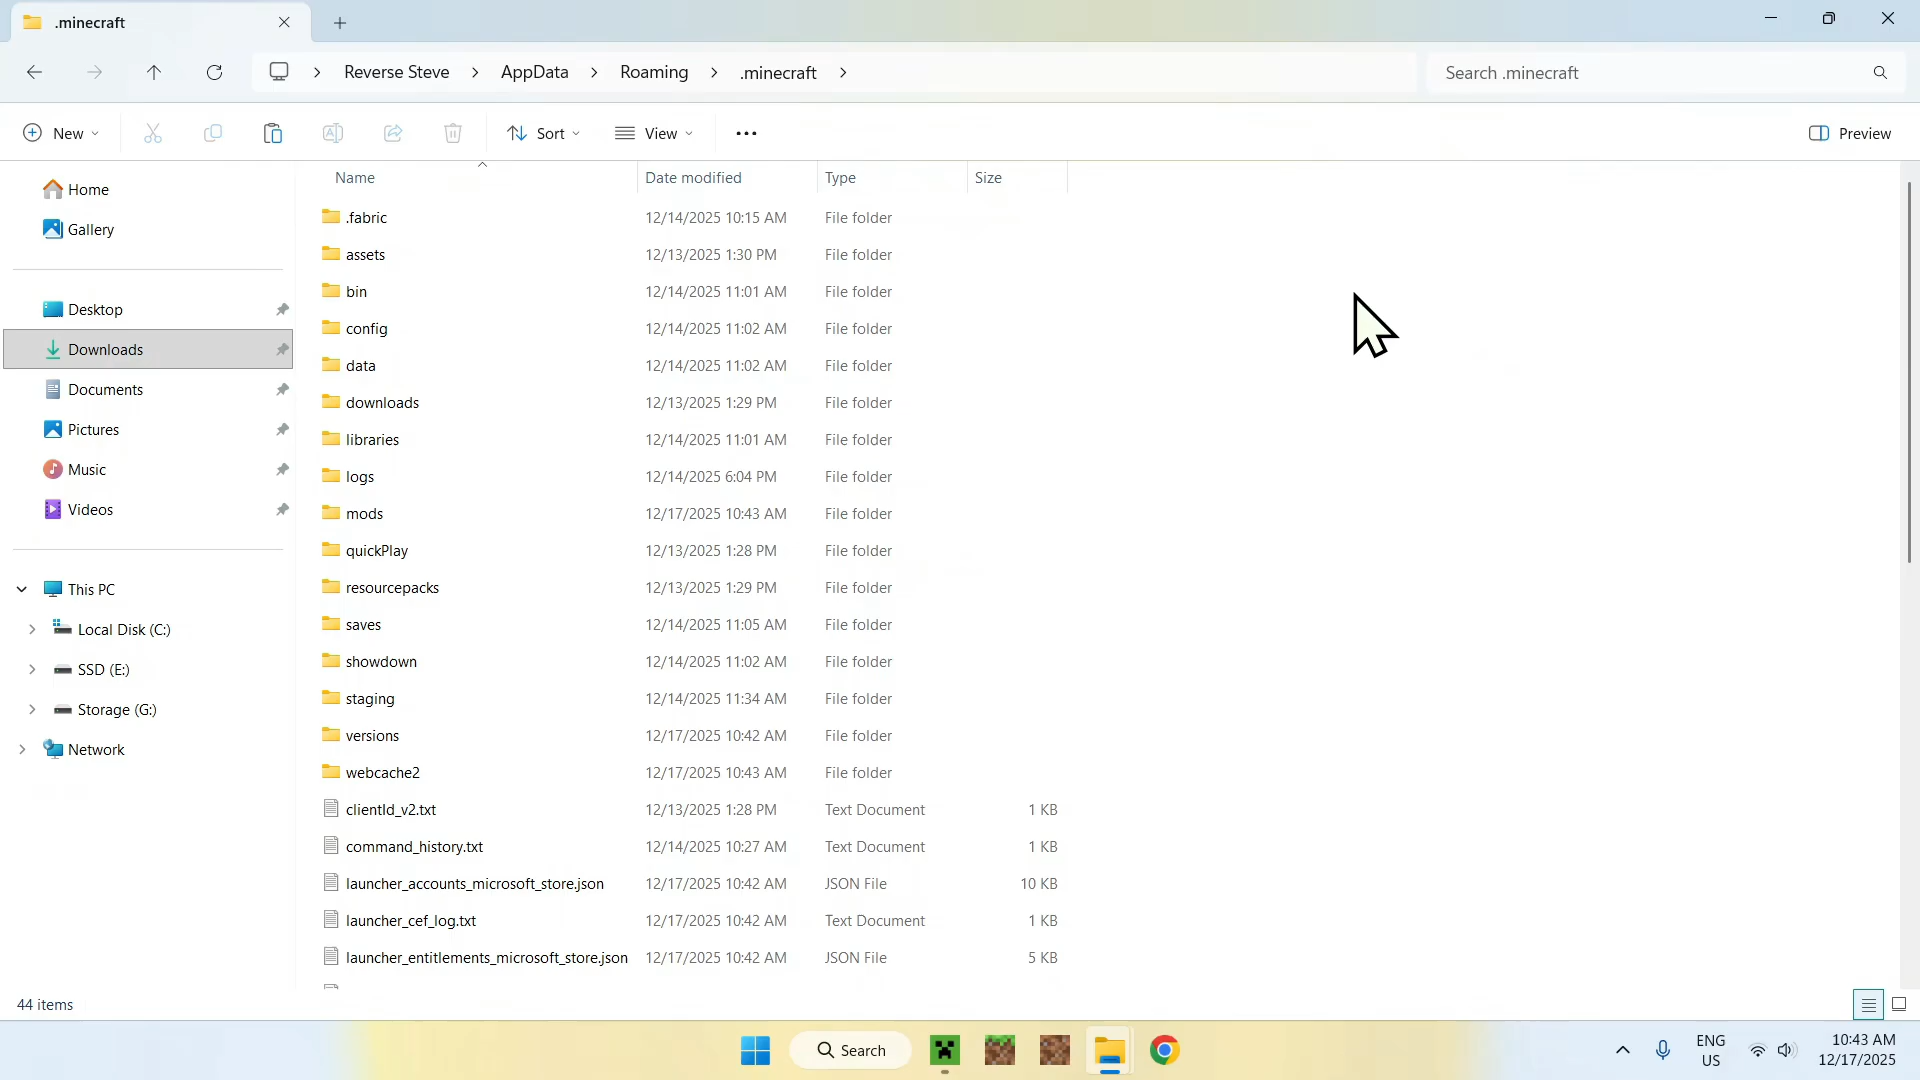 .minecraft
Reverse Steve > AppData > Roaming > .minecraft >
Search .minecraft
New
Sort
View
Preview
Name Date modified Type Size
Home
Gallery
Desktop
Downloads
Documents
Pictures
Music
Videos
This PC
Local Disk (C:)
SSD (E:)
Storage (G:)
Network
.fabric 12/14/2025 10:15 AM File folder
assets 12/13/2025 1:30 PM File folder
bin 12/14/2025 11:01 AM File folder
config 12/14/2025 11:02 AM File folder
data 12/14/2025 11:02 AM File folder
downloads 12/13/2025 1:29 PM File folder
libraries 12/14/2025 11:01 AM File folder
logs 12/14/2025 6:04 PM File folder
mods 12/17/2025 10:43 AM File folder
quickPlay 12/13/2025 1:28 PM File folder
resourcepacks 12/13/2025 1:29 PM File folder
saves 12/14/2025 11:05 AM File folder
showdown 12/14/2025 11:02 AM File folder
staging 12/14/2025 11:34 AM File folder
versions 12/17/2025 10:42 AM File folder
webcache2 12/17/2025 10:43 AM File folder
clientId_v2.txt 12/13/2025 1:28 PM Text Document 1 KB
command_history.txt 12/14/2025 10:27 AM Text Document 1 KB
launcher_accounts_microsoft_store.json 12/17/2025 10:42 AM JSON File 10 KB
launcher_cef_log.txt 12/17/2025 10:42 AM Text Document 1 KB
launcher_entitlements_microsoft_store.json 12/17/2025 10:42 AM JSON File 5 KB
44 items
Search
ENG
US
10:43 AM
12/17/2025